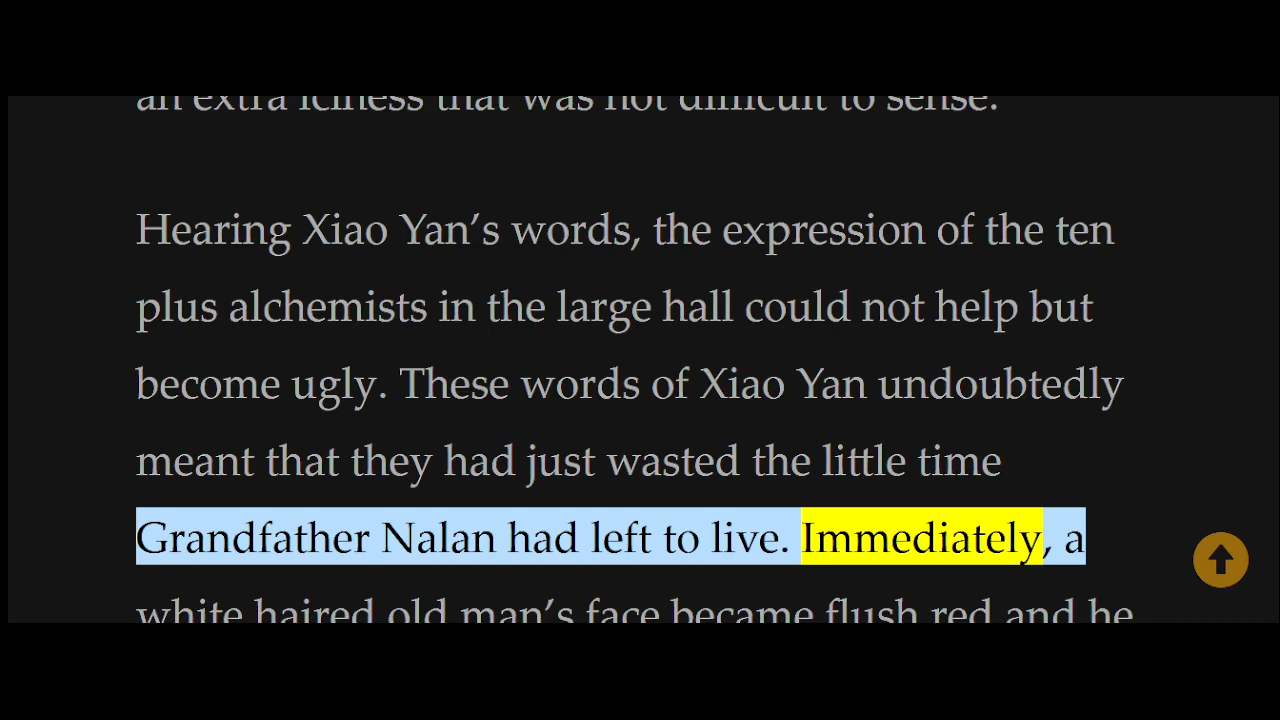 an extra iciness that was not difficult to sense.
Hearing Xiao Yan’s words, the expression of the ten
plus alchemists in the large hall could not help but
become ugly. These words of Xiao Yan undoubtedly
meant that they had just wasted the little time
Grandfather Nalan had left to live. Immediately, a
white haired old man’s face became flush red and he